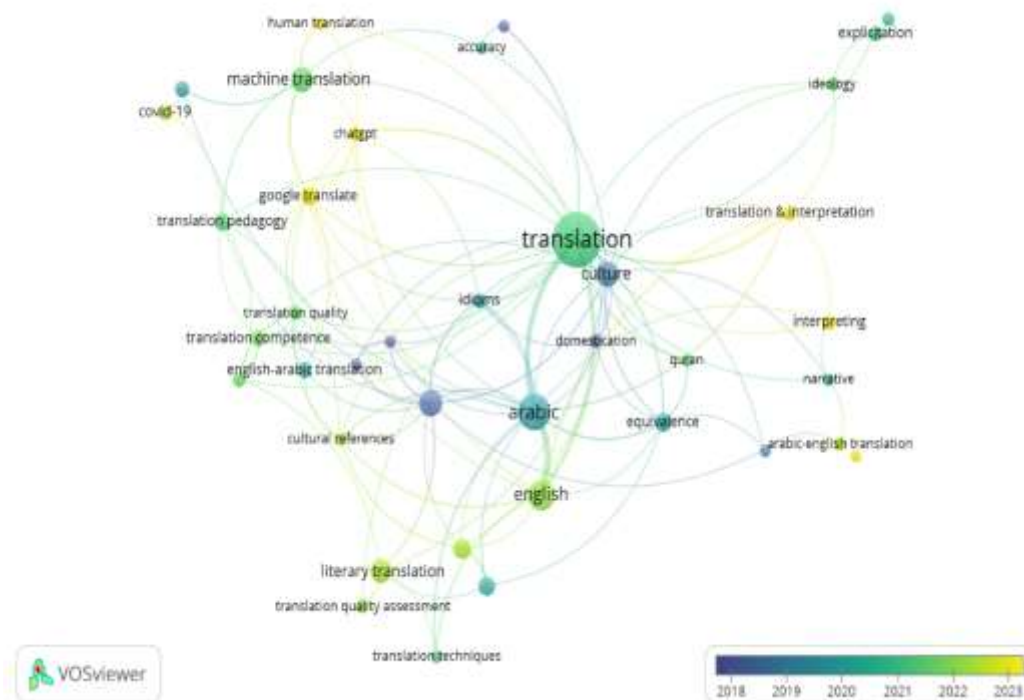 human translation
accuracy
explicitation
machine translation
ideology
covid-19
chatgpt
google translate
translation pedagogy
translation & interpretation
translation
culture
idioms
translation quality
interpreting
translation competence
domestication
quran
english-arabic translation
narrative
arabic
equivalence
cultural references
arabic-english translation
english
literary translation
translation quality assessment
translation techniques
VOSviewer
2018 2019 2020 2021 2022 2023